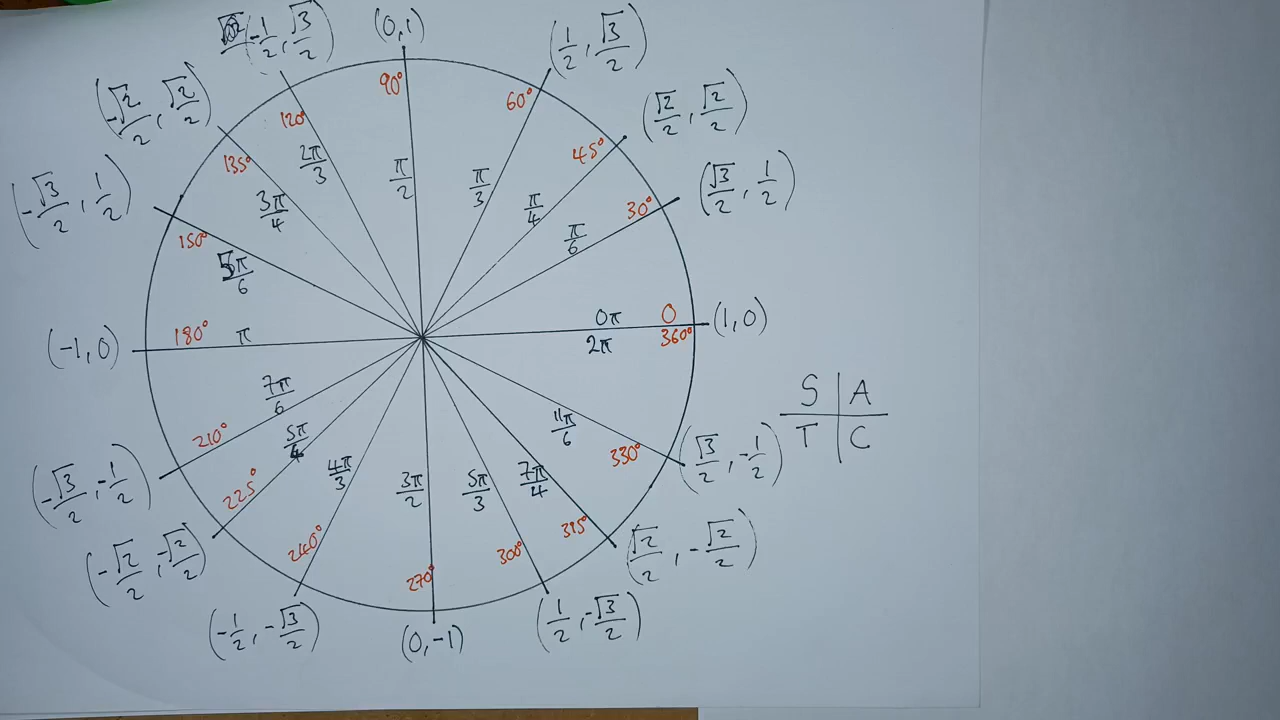 (-1/2, √3/2) (0,1) (1/2, √3/2)
(-√2/2, √2/2) (√2/2, √2/2)
(-√3/2, 1/2) (√3/2, 1/2)
120° 90° 60°
135° 45°
150° 30°
2π/3 π/2 π/3
3π/4 π/4
5π/6 π/6
(-1,0) 180° π 0π 0 (1,0)
2π 360°
7π/6 11π/6
5π/4 7π/4
4π/3 3π/2 5π/3
210° 330°
225° 315°
240° 270° 300°
S A
T C
(-√3/2, -1/2) (√3/2, -1/2)
(-√2/2, -√2/2) (√2/2, -√2/2)
(-1/2, -√3/2) (0,-1) (1/2, -√3/2)